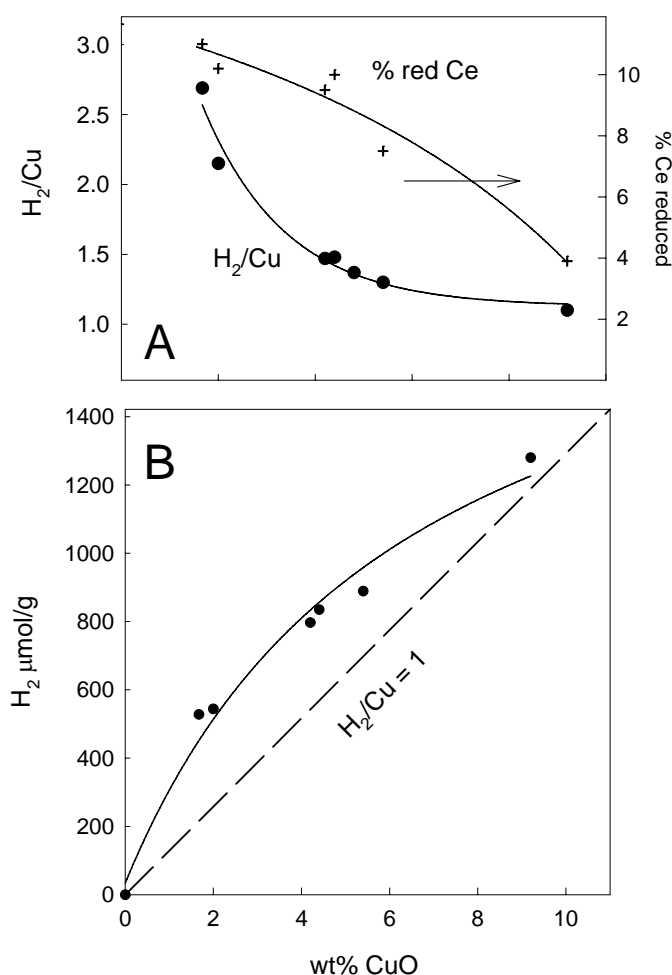 3.0
2.5
2.0
1.5
1.0
H₂/Cu
% red Ce
H₂/Cu
A
10
8
6
4
2
% Ce reduced
1400
1200
1000
800
600
400
200
0
H₂ μmol/g
B
H₂/Cu = 1
0 2 4 6 8 10
wt% CuO